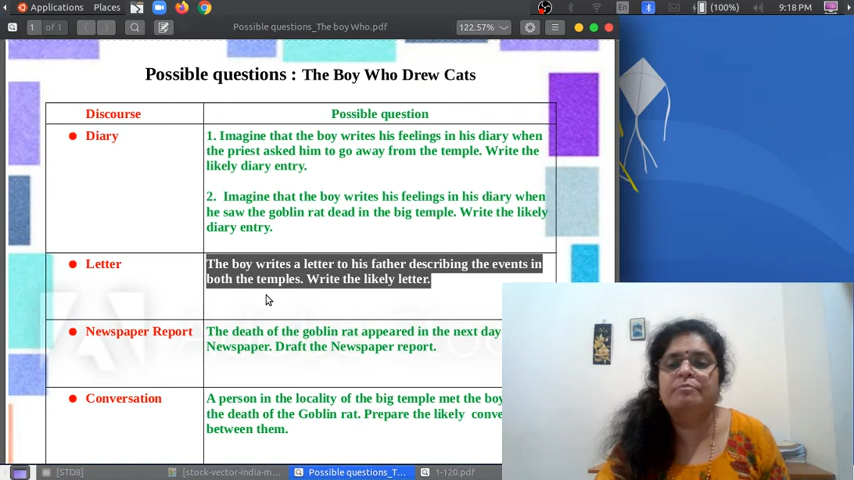 Applications Places En (100%) 9:18 PM
1 of 1 Possible questions_The boy Who.pdf 122.57%
Possible questions : The Boy Who Drew Cats
Discourse Possible question
Diary
1. Imagine that the boy writes his feelings in his diary when
the priest asked him to go away from the temple. Write the
likely diary entry.
2. Imagine that the boy writes his feelings in his diary when
he saw the goblin rat dead in the big temple. Write the likely
diary entry.
Letter
The boy writes a letter to his father describing the events in
both the temples. Write the likely letter.
Newspaper Report
The death of the goblin rat appeared in the next day
Newspaper. Draft the Newspaper report.
Conversation
A person in the locality of the big temple met the boy
the death of the Goblin rat. Prepare the likely
between them.
[STD8] [stock-vector-india-m... Possible questions_T... 1-120.pdf